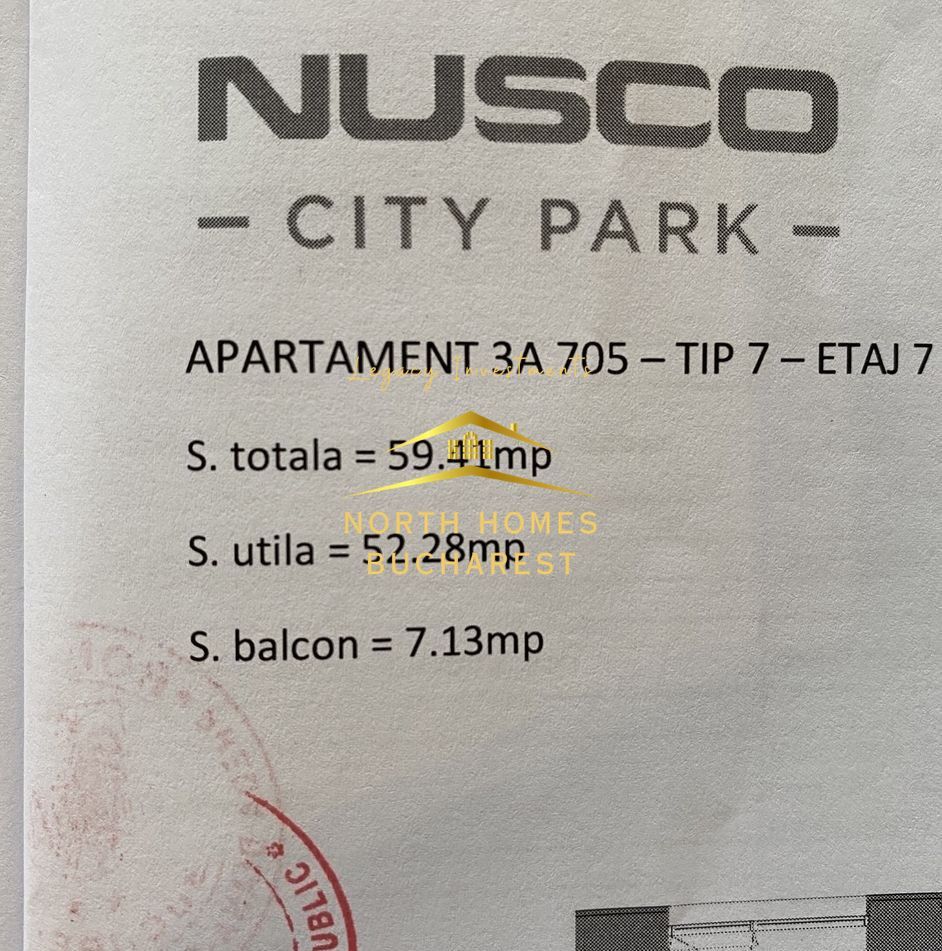 NUSCO
– CITY PARK –
APARTAMENT 3A 705 – TIP 7 – ETAJ 7
Legacy Investments
S. totala = 59.41mp
NORTH HOMES
S. utila = 52.28mp
BUCHAREST
S. balcon = 7.13mp
UBLIC